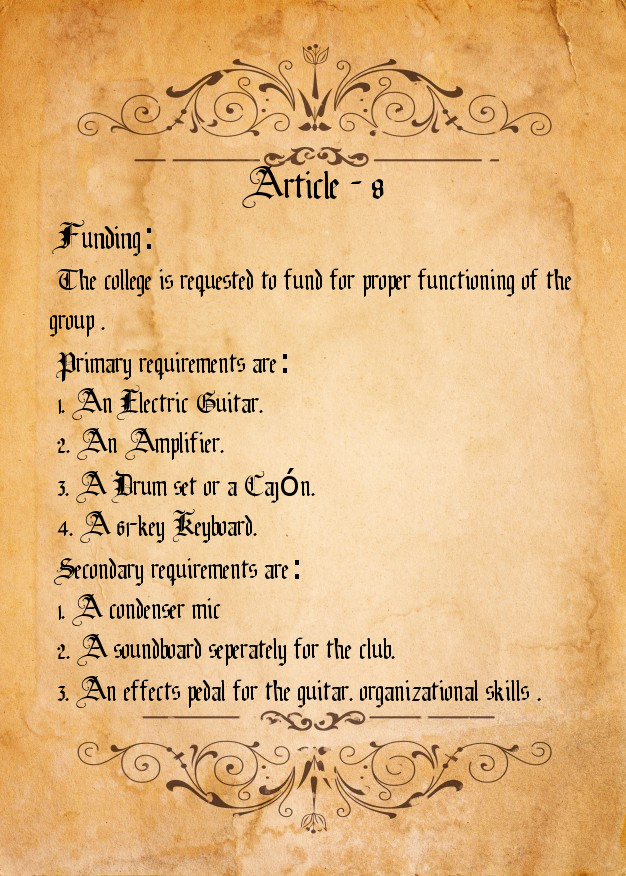 Article - 8
Funding:
The college is requested to fund for proper functioning of the
group .
Primary requirements are:
1. An Electric Guitar.
2. An Amplifier.
3. A Drum set or a Cajón.
4. A 61-key Keyboard.
Secondary requirements are:
1. A condenser mic
2. A soundboard seperately for the club.
3. An effects pedal for the guitar. organizational skills .